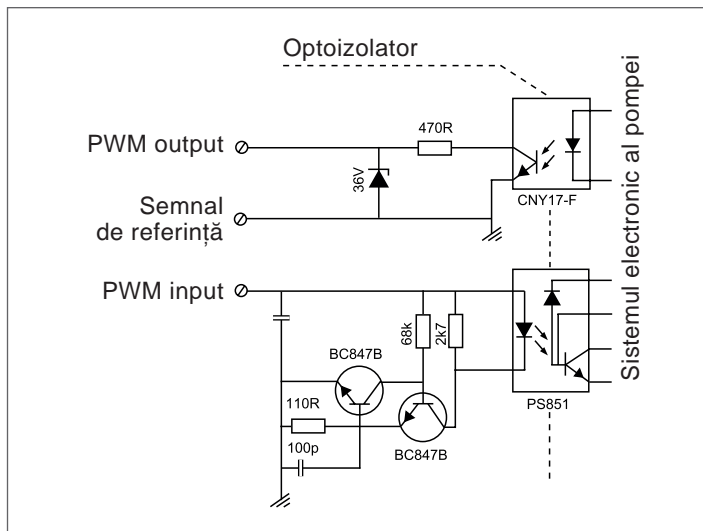 Optoizolator
470R
PWM output
36V
CNY17-F
Semnal
de referință
PWM input
68k
2k7
BC847B
110R
100p
BC847B
PS851
Sistemul electronic al pompei